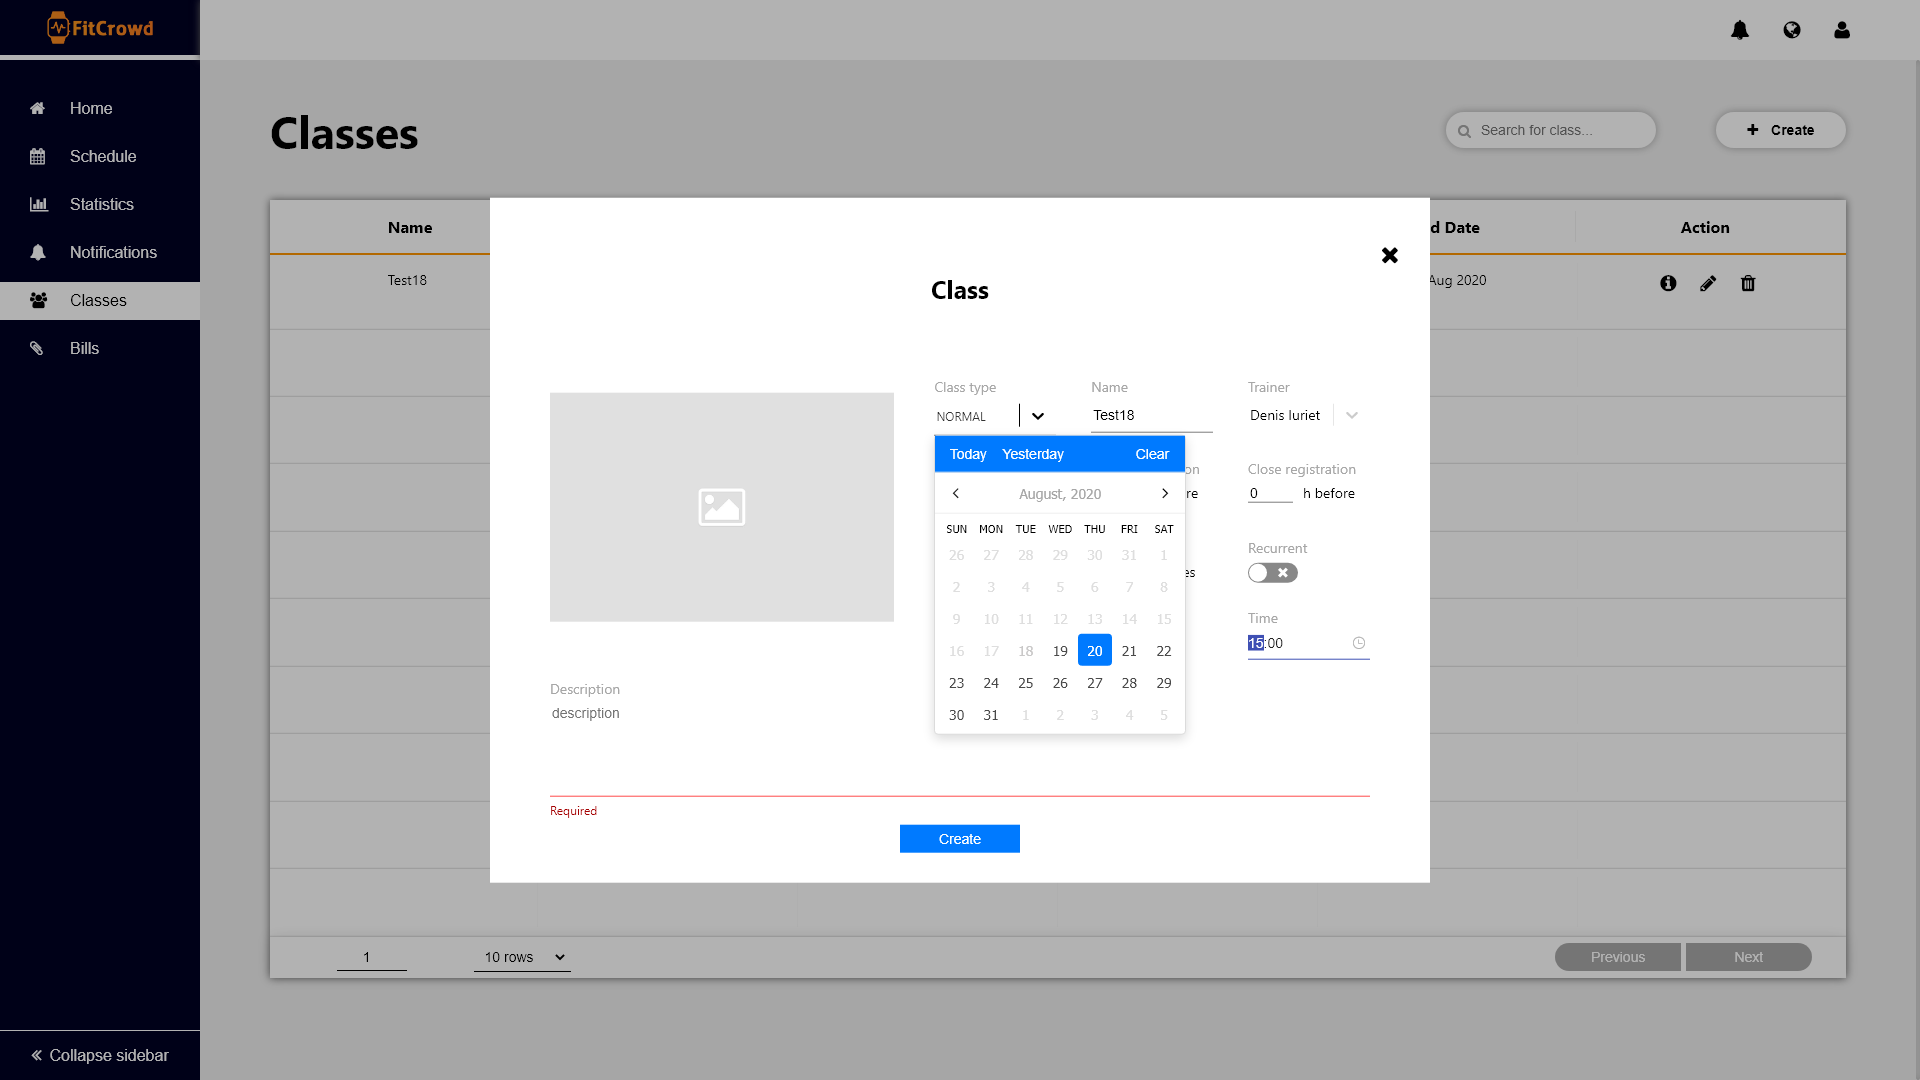 FitCrowd
Home
Schedule
Statistics
Notifications
Classes
Bills
Collapse sidebar
Classes
Search for class...
Create
Name
d Date
Action
Test18
Aug 2020
Class
Class type
Name
Trainer
NORMAL
Test18
Denis Iuriet
Today Yesterday Clear
on
Close registration
re
0 h before
August, 2020
SUN MON TUE WED THU FRI SAT
26 27 28 29 30 31 1
2 3 4 5 6 7 8
9 10 11 12 13 14 15
16 17 18 19 20 21 22
23 24 25 26 27 28 29
30 31 1 2 3 4 5
Recurrent
es
Time
15:00
Description
description
Required
Create
1
10 rows
Previous
Next